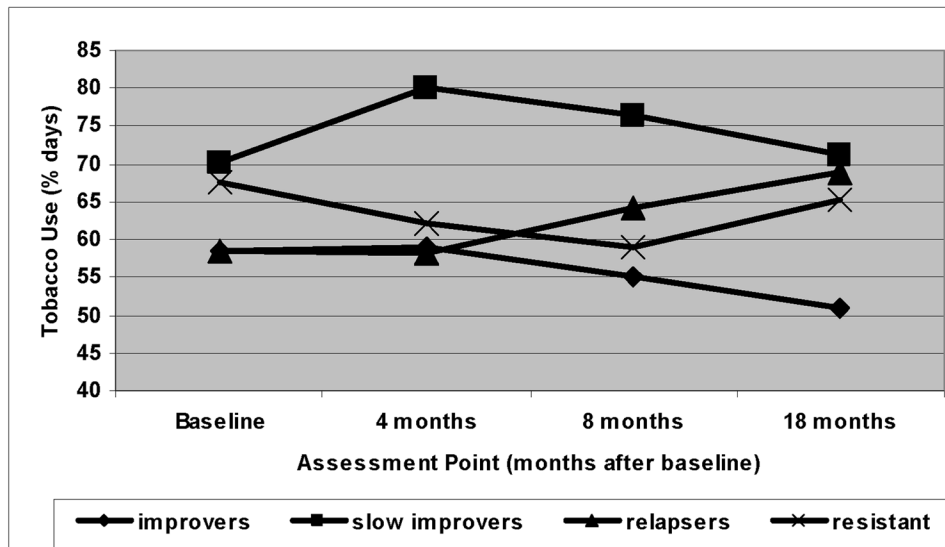 85
80
75
70
65
60
55
50
45
40
Tobacco Use (% days)
Baseline 4 months 8 months 18 months
Assessment Point (months after baseline)
improvers slow improvers relapsers resistant